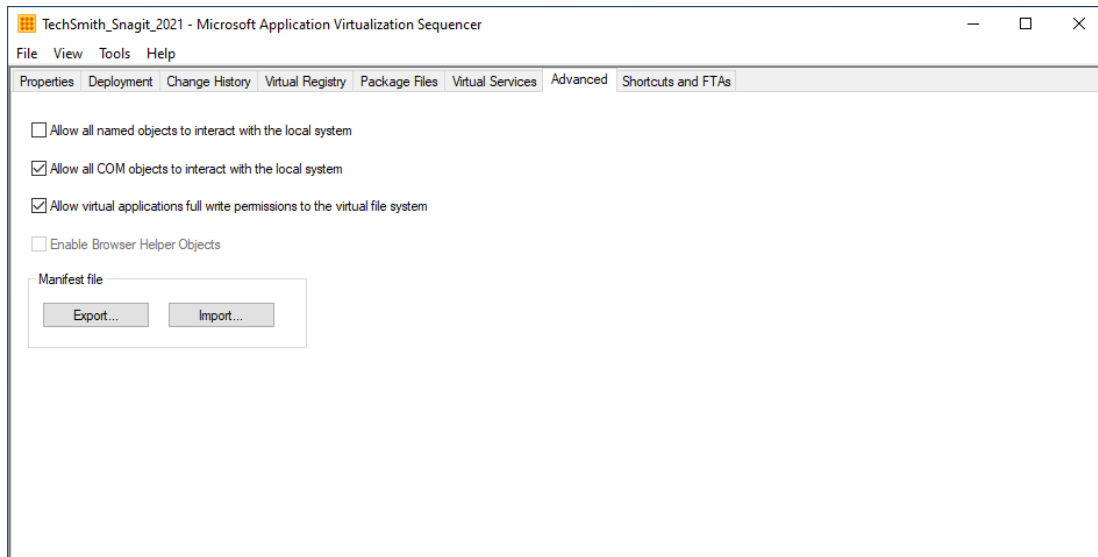 TechSmith_Snagit_2021 - Microsoft Application Virtualization Sequencer
File View Tools Help
Properties Deployment Change History Virtual Registry Package Files Virtual Services Advanced Shortcuts and FTAs
Allow all named objects to interact with the local system
Allow all COM objects to interact with the local system
Allow virtual applications full write permissions to the virtual file system
Enable Browser Helper Objects
Manifest file
Export... Import...